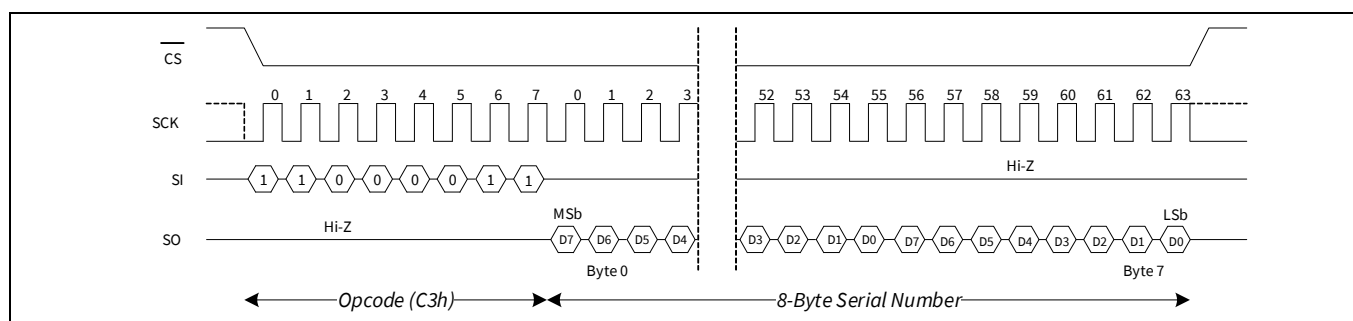 CS
0 1 2 3 4 5 6 7 0 1 2 3 52 53 54 55 56 57 58 59 60 61 62 63
SCK
Hi-Z
SI 1 1 0 0 0 0 1 1
MSb LSb
Hi-Z
SO D7 D6 D5 D4 D3 D2 D1 D0 D7 D6 D5 D4 D3 D2 D1 D0
Byte 0 Byte 7
Opcode (C3h) 8-Byte Serial Number